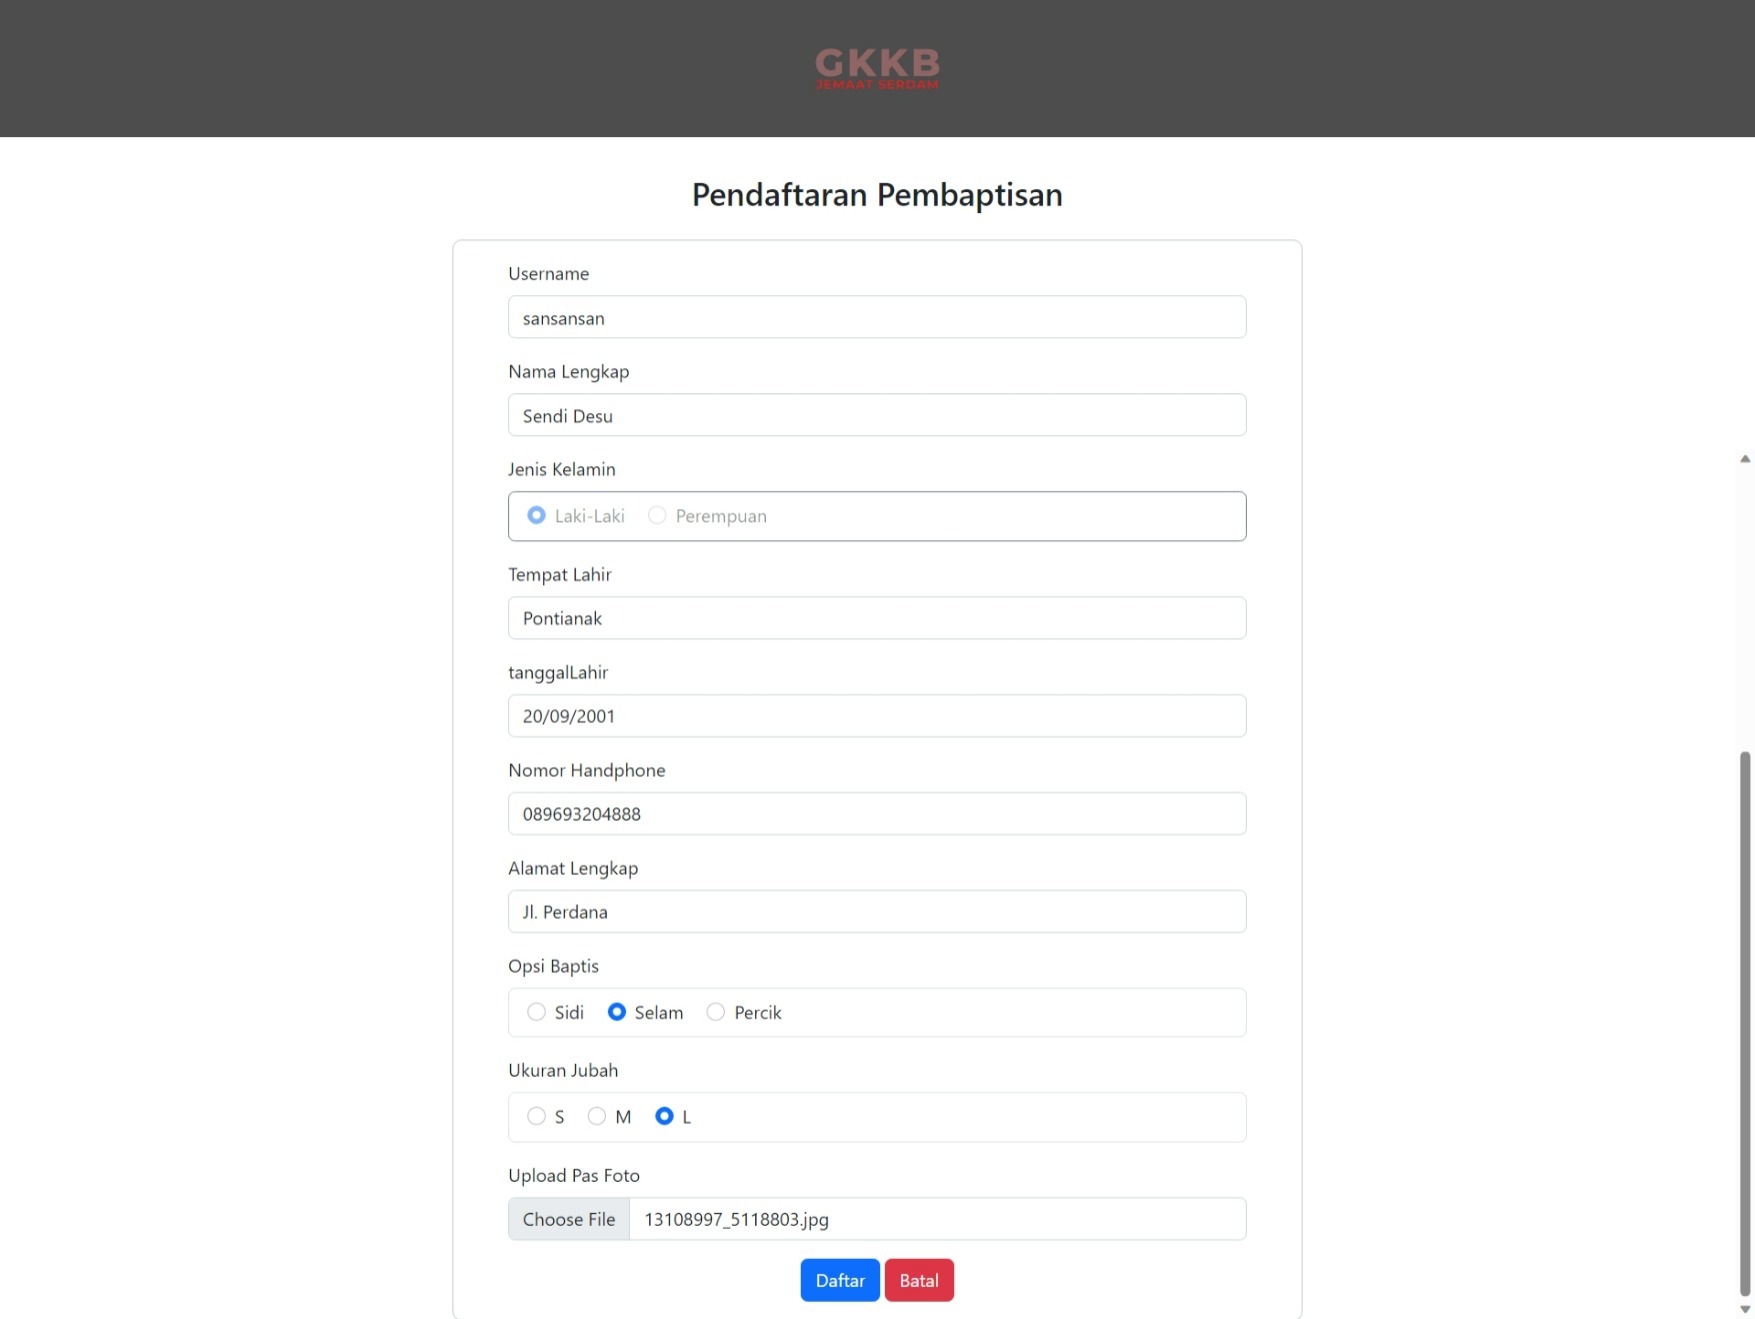 GKKB
JEMAAT SERDAM
Pendaftaran Pembaptisan
Username
sansansan
Nama Lengkap
Sendi Desu
Jenis Kelamin
Laki-Laki Perempuan
Tempat Lahir
Pontianak
tanggalLahir
20/09/2001
Nomor Handphone
089693204888
Alamat Lengkap
Jl. Perdana
Opsi Baptis
Sidi Selam Percik
Ukuran Jubah
S M L
Upload Pas Foto
Choose File 13108997_5118803.jpg
Daftar Batal